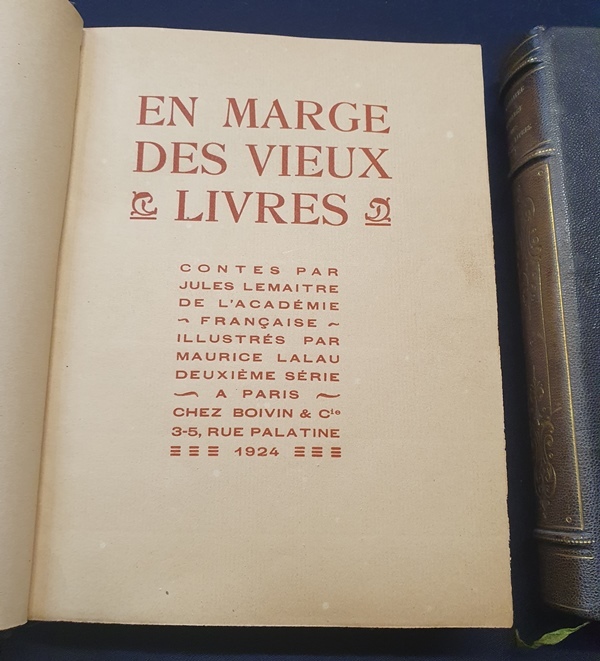 EN MARGE
DES VIEUX
LIVRES
CONTES PAR
JULES LEMAITRE
DE L'ACADÉMIE
~ FRANÇAISE ~
ILLUSTRÉS PAR
MAURICE LALAU
DEUXIÈME SÉRIE
~ A PARIS ~
CHEZ BOIVIN & Cie
3-5, RUE PALATINE
1924